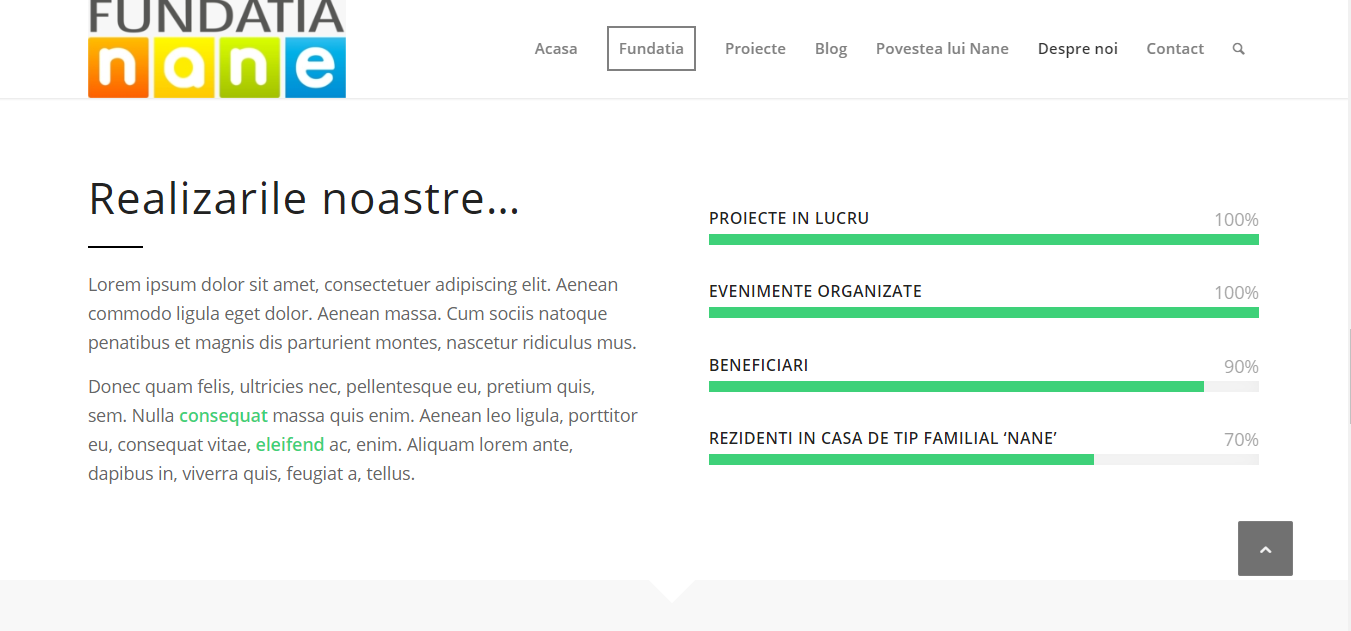 FUNDATIA
nane
Acasa Fundatia Proiecte Blog Povestea lui Nane Despre noi Contact
Realizarile noastre...
Lorem ipsum dolor sit amet, consectetuer adipiscing elit. Aenean
commodo ligula eget dolor. Aenean massa. Cum sociis natoque
penatibus et magnis dis parturient montes, nascetur ridiculus mus.
Donec quam felis, ultricies nec, pellentesque eu, pretium quis,
sem. Nulla consequat massa quis enim. Aenean leo ligula, porttitor
eu, consequat vitae, eleifend ac, enim. Aliquam lorem ante,
dapibus in, viverra quis, feugiat a, tellus.
PROIECTE IN LUCRU 100%
EVENIMENTE ORGANIZATE 100%
BENEFICIARI 90%
REZIDENTI IN CASA DE TIP FAMILIAL ‘NANE’ 70%